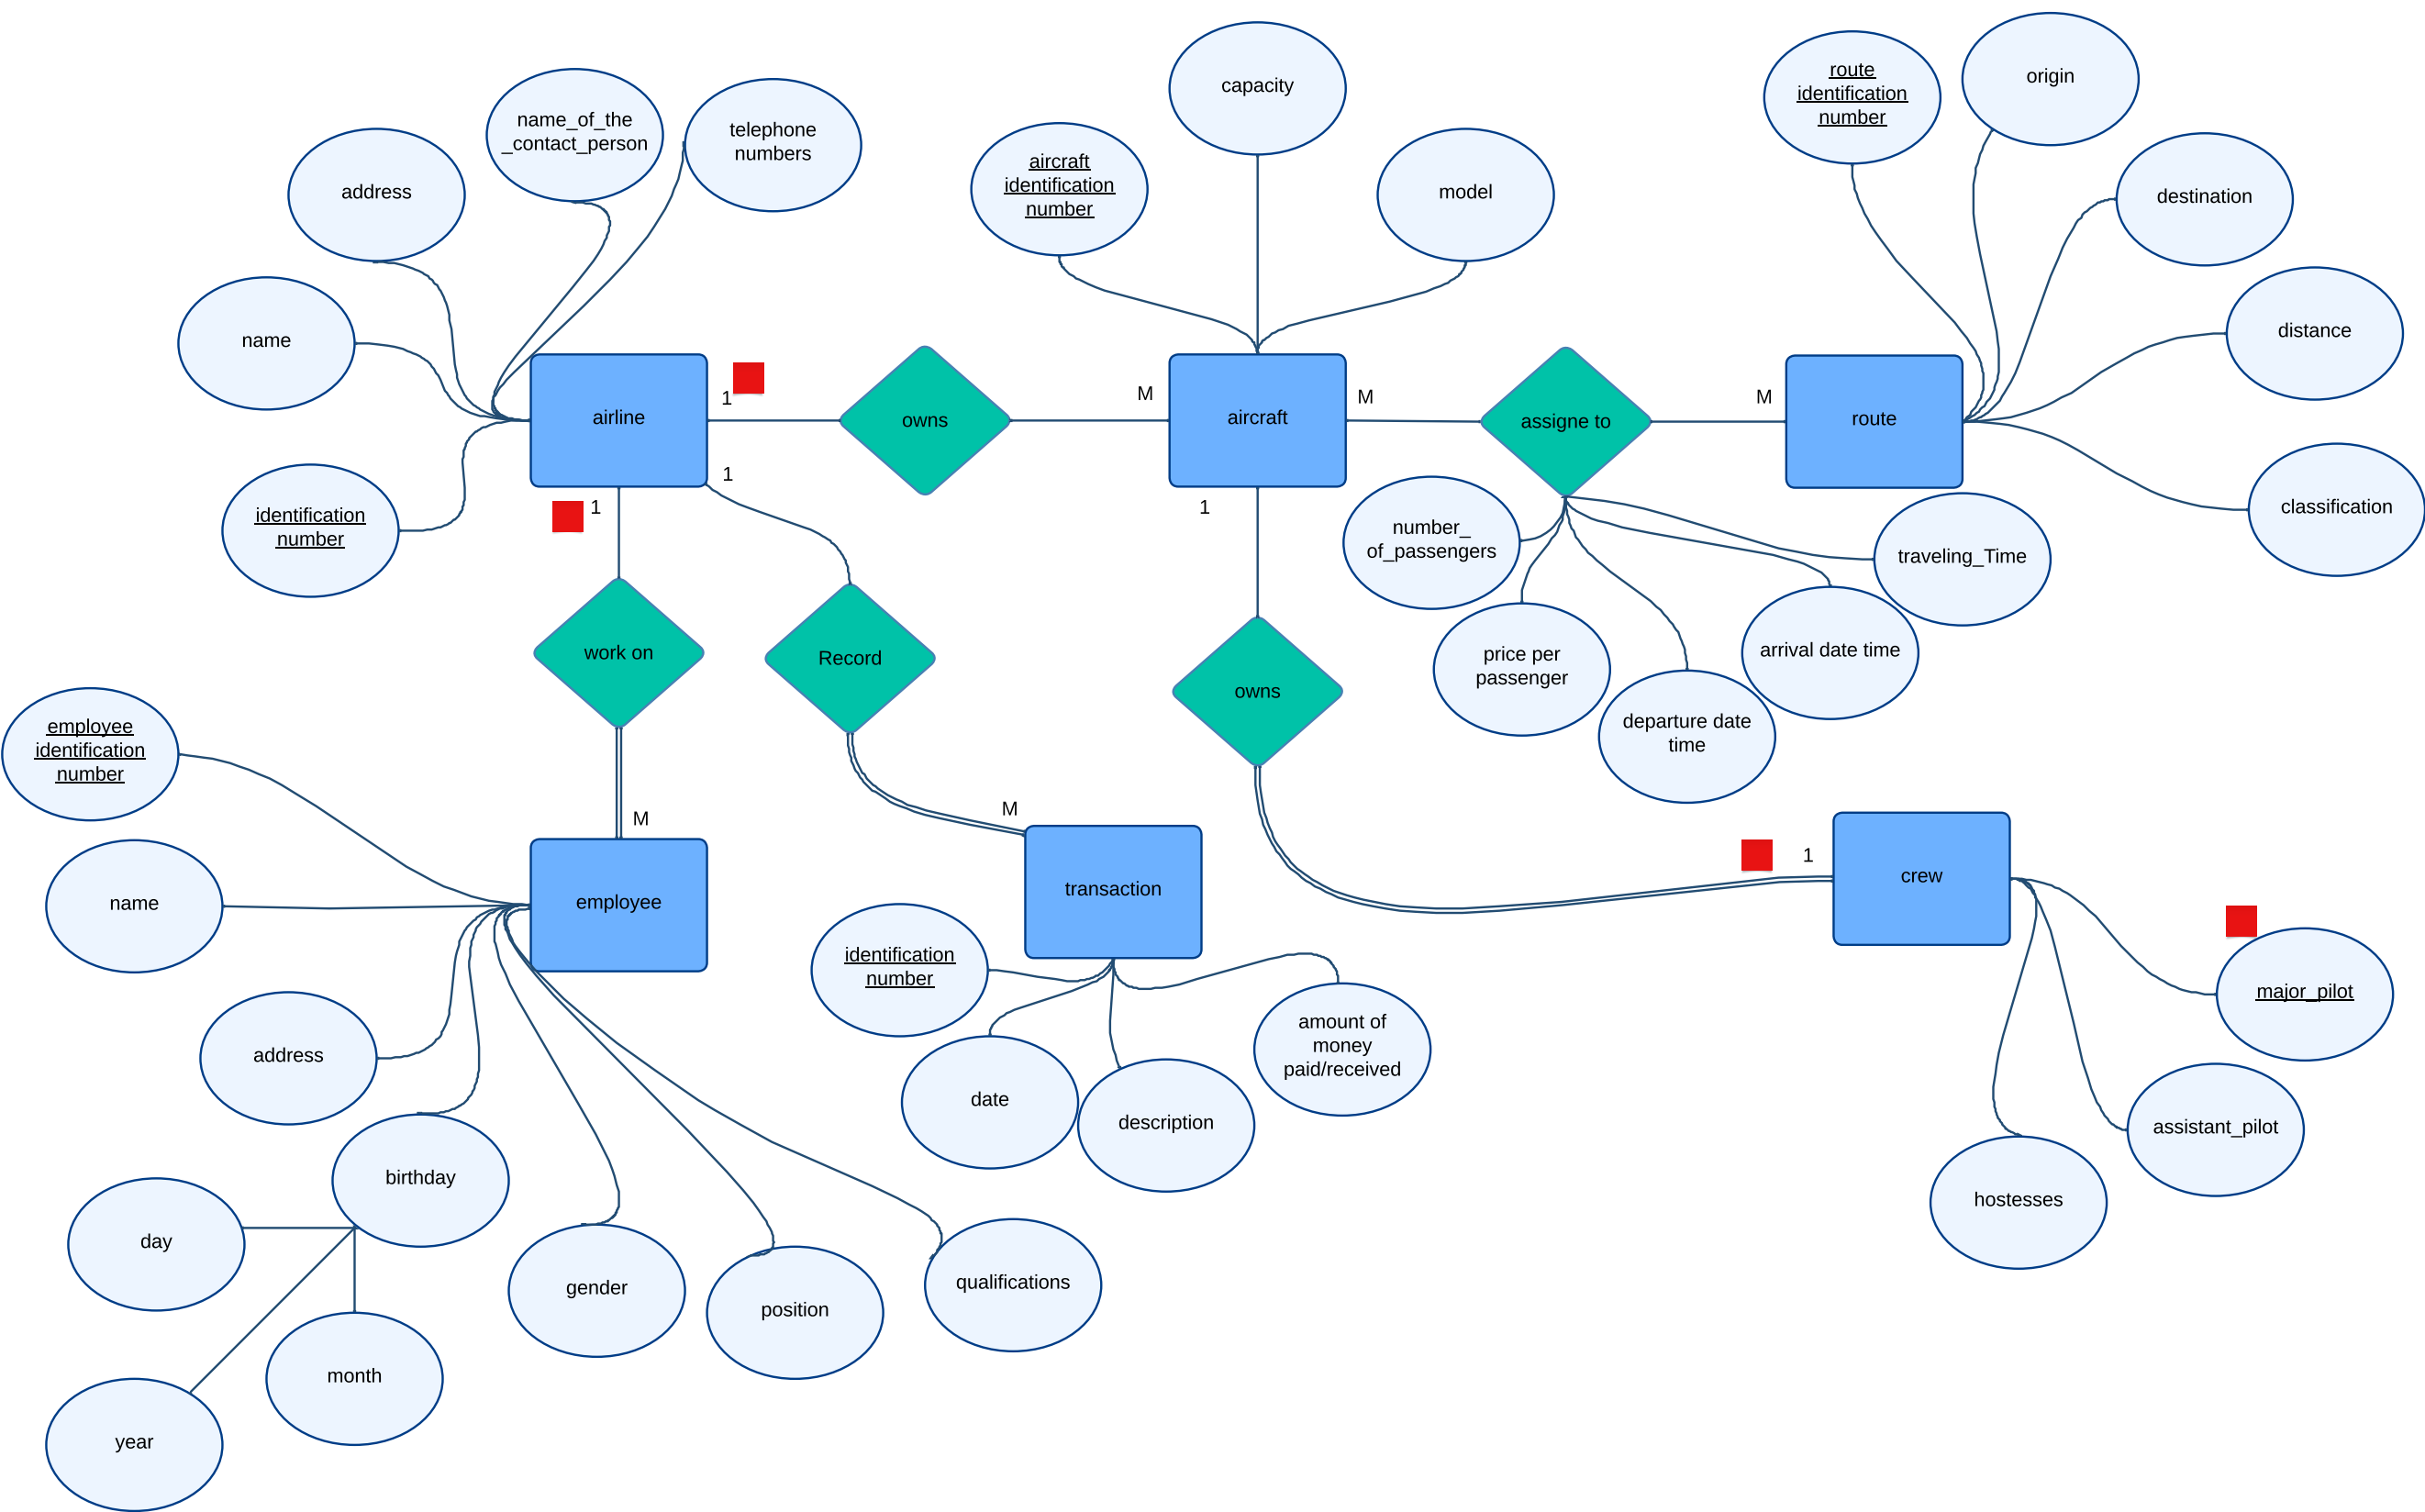 capacity
route
identification
number
origin
name_of_the
_contact_person
telephone
numbers
address
aircraft
identification
number
model
destination
name
distance
1
M
M
M
airline
owns
aircraft
assigne to
route
1
1
1
identification
number
number_
of_passengers
classification
traveling_Time
work on
Record
owns
price per
passenger
arrival date time
departure date
time
employee
identification
number
M
M
1
name
employee
transaction
crew
identification
number
major_pilot
address
date
description
amount of
money
paid/received
assistant_pilot
birthday
hostesses
day
gender
position
qualifications
month
year